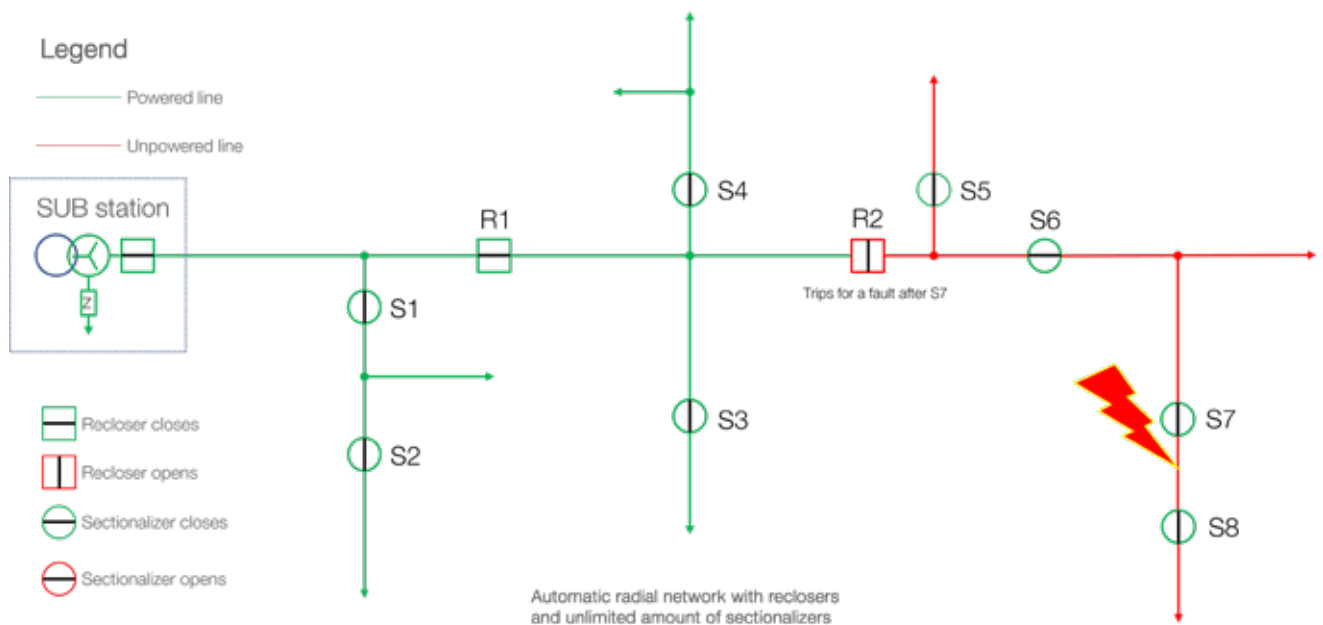 Legend
Powered line
Unpowered line
SUB station
Z
R1
S4
R2
S5
S6
Trips for a fault after S7
S1
S2
S3
S7
S8
Recloser closes
Recloser opens
Sectionalizer closes
Sectionalizer opens
Automatic radial network with reclosers
and unlimited amount of sectionalizers